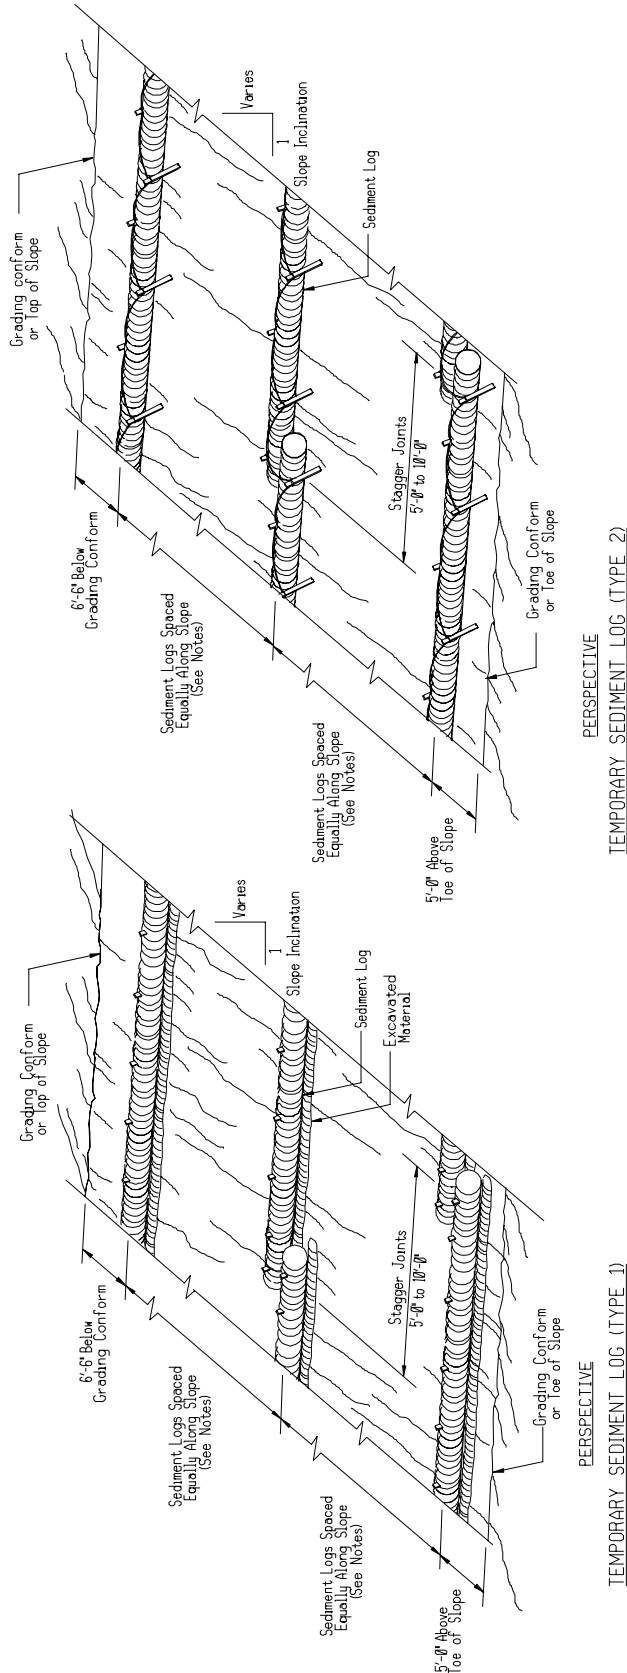 Grading Conform
or Top of Slope
6'-6" Below
Grading Conform
Varies
1
Slope Inclination
Sediment Log
Excavated
Material
Sediment Logs Spaced
Equally Along Slope
(See Notes)
Stagger Joints
5'-0" to 10'-0"
Sediment Logs Spaced
Equally Along Slope
(See Notes)
5'-0" Above
Toe of Slope
Grading Conform
or Toe of Slope
PERSPECTIVE
TEMPORARY SEDIMENT LOG (TYPE 1)
Grading conform
or Top of Slope
6'-6" Below
Grading Conform
Varies
1
Slope Inclination
Sediment Log
Sediment Logs Spaced
Equally Along Slope
(See Notes)
Stagger Joints
5'-0" to 10'-0"
Sediment Logs Spaced
Equally Along Slope
(See Notes)
5'-0" Above
Toe of Slope
Grading Conform
or Toe of Slope
PERSPECTIVE
TEMPORARY SEDIMENT LOG (TYPE 2)